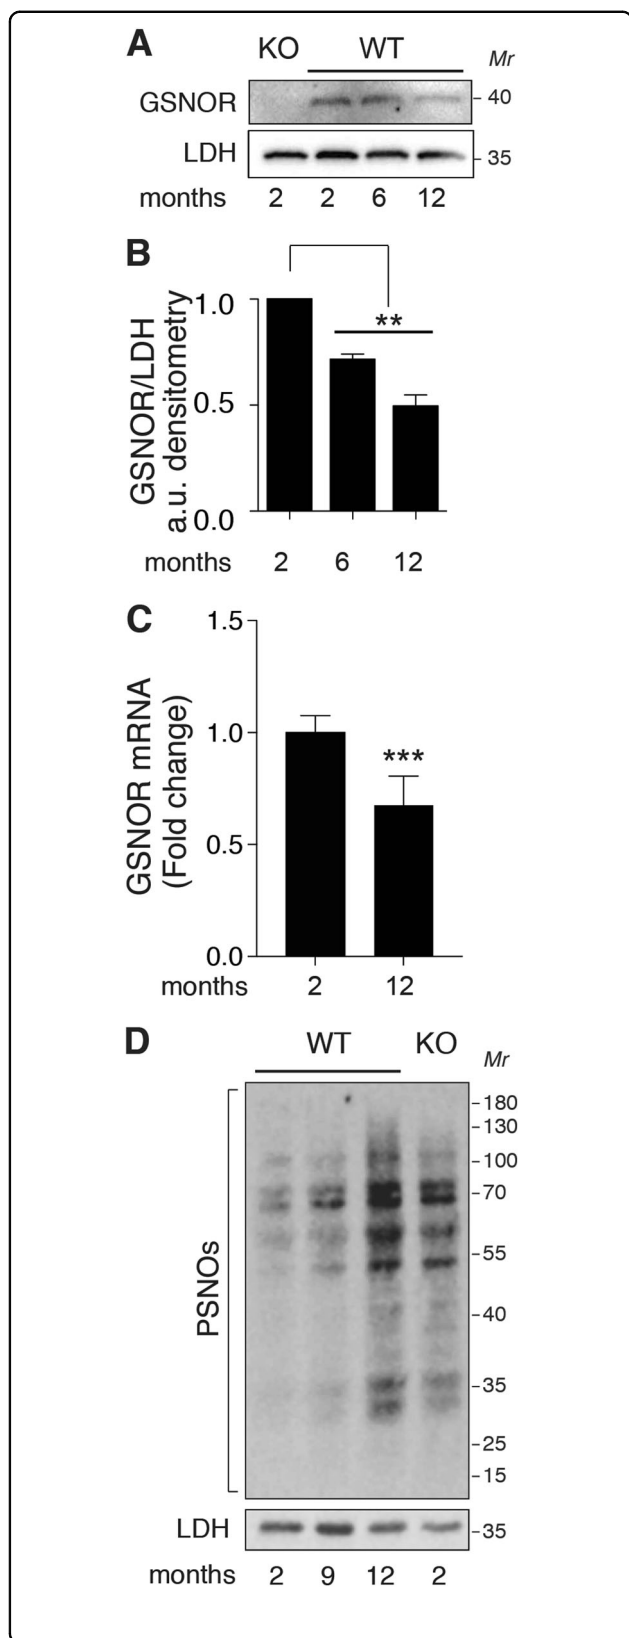 A
KO WT Mr
GSNOR - 40
LDH - 35
months 2 2 6 12
B
**
GSNOR/LDH
a.u. densitometry
1.0
0.5
0.0
months 2 6 12
C
GSNOR mRNA
(Fold change)
1.5
1.0
***
0.5
0.0
months 2 12
D
WT KO Mr
PSNOs
-180
-130
-100
-70
-55
-40
-35
-25
-15
LDH -35
months 2 9 12 2